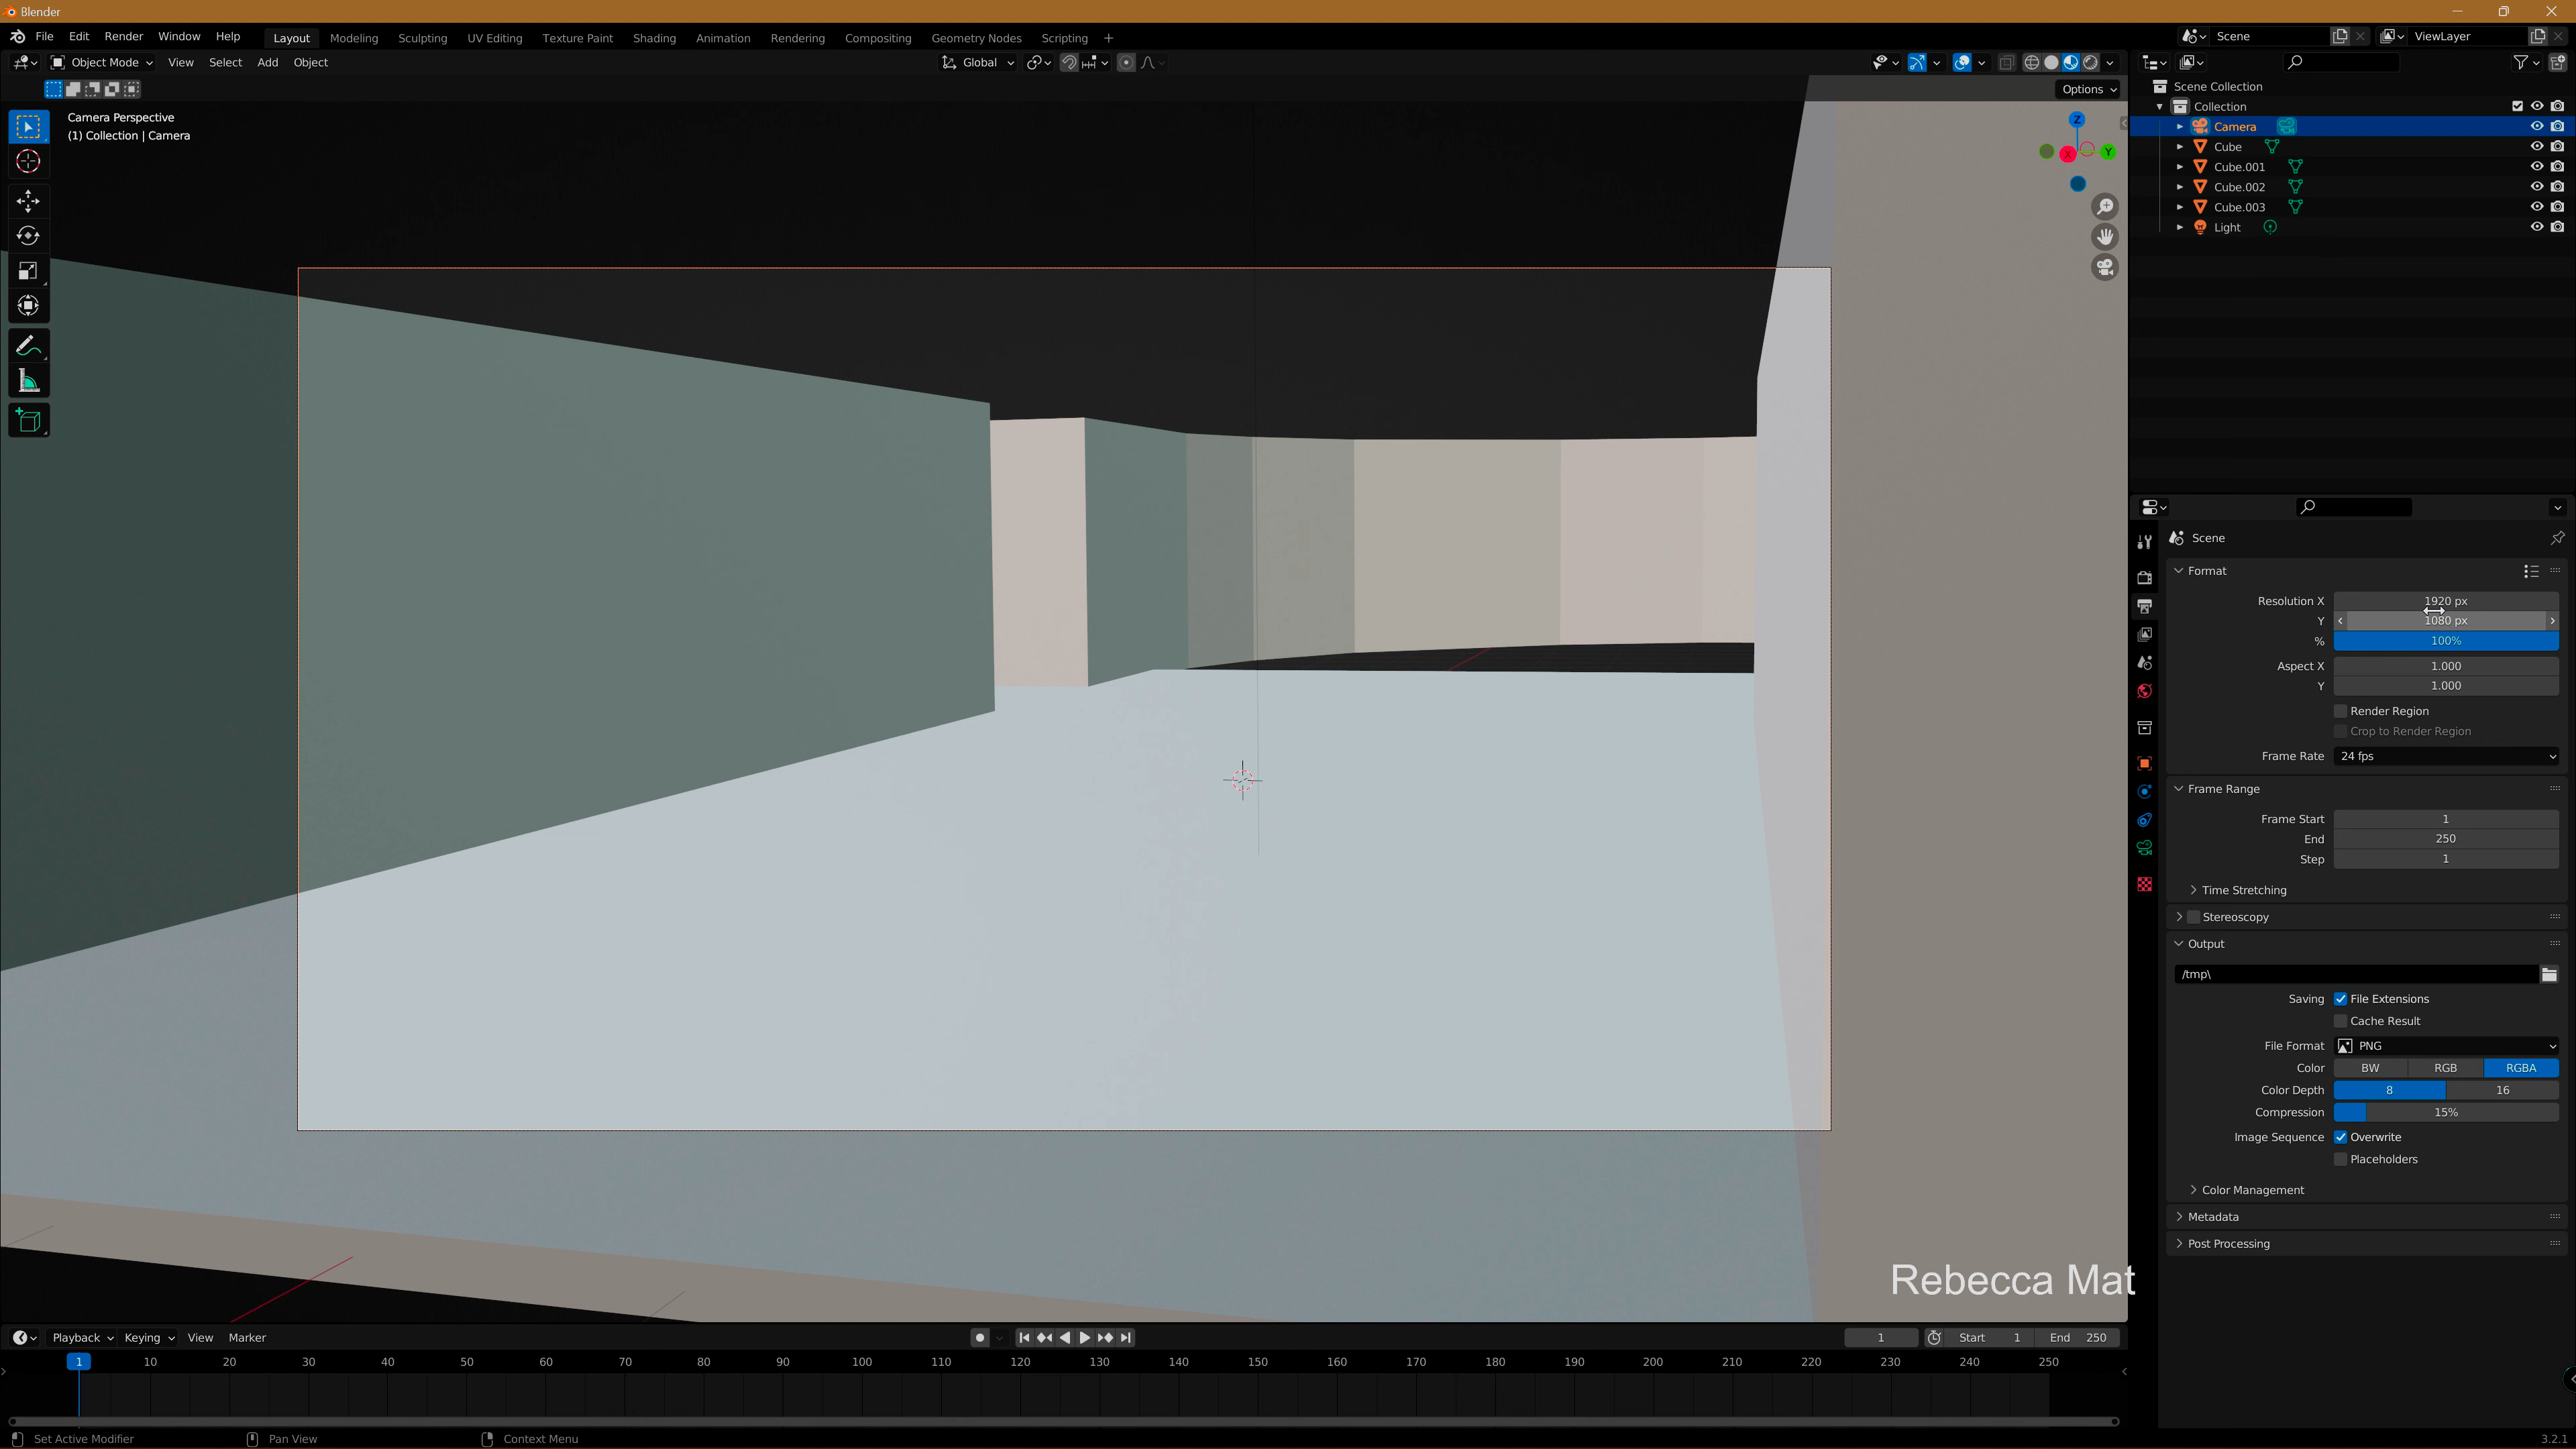 Blender
File Edit Render Window Help Layout Modeling Sculpting UV Editing Texture Paint Shading Animation Rendering Compositing Geometry Nodes Scripting + Scene ViewLayer
Object Mode View Select Add Object Global
Options
Camera Perspective
(1) Collection | Camera
Z
X Y
Scene Collection
Collection
Camera
Cube
Cube.001
Cube.002
Cube.003
Light
Scene
Format
Resolution X 1920 px
Y 1080 px
% 100%
Aspect X 1.000
Y 1.000
Render Region
Crop to Render Region
Frame Rate 24 fps
Frame Range
Frame Start 1
End 250
Step 1
Time Stretching
Stereoscopy
Output
/tmp\
Saving File Extensions
Cache Result
File Format PNG
Color BW RGB RGBA
Color Depth 8 16
Compression 15%
Image Sequence Overwrite
Placeholders
Color Management
Metadata
Post Processing
Rebecca Mat
Playback Keying View Marker 1 Start 1 End 250
1 10 20 30 40 50 60 70 80 90 100 110 120 130 140 150 160 170 180 190 200 210 220 230 240 250
Set Active Modifier Pan View Context Menu 3.2.1